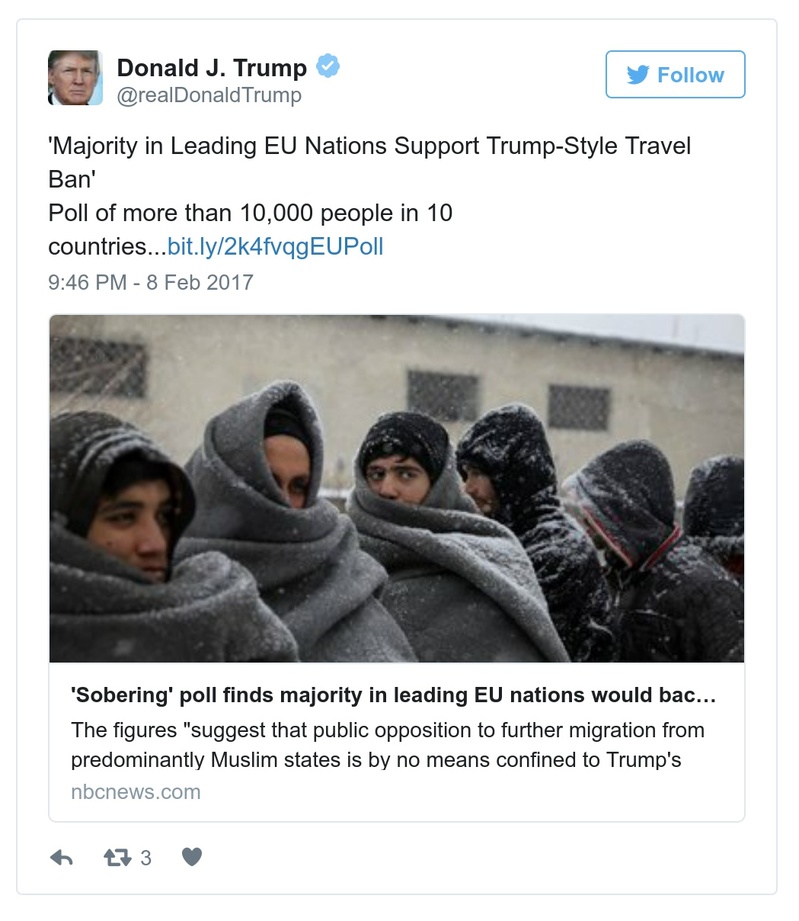 Donald J. Trump
@realDonaldTrump
Follow
'Majority in Leading EU Nations Support Trump-Style Travel
Ban'
Poll of more than 10,000 people in 10
countries...bit.ly/2k4fvqgEUPoll
9:46 PM - 8 Feb 2017
'Sobering' poll finds majority in leading EU nations would bac…
The figures "suggest that public opposition to further migration from
predominantly Muslim states is by no means confined to Trump's
nbcnews.com
3